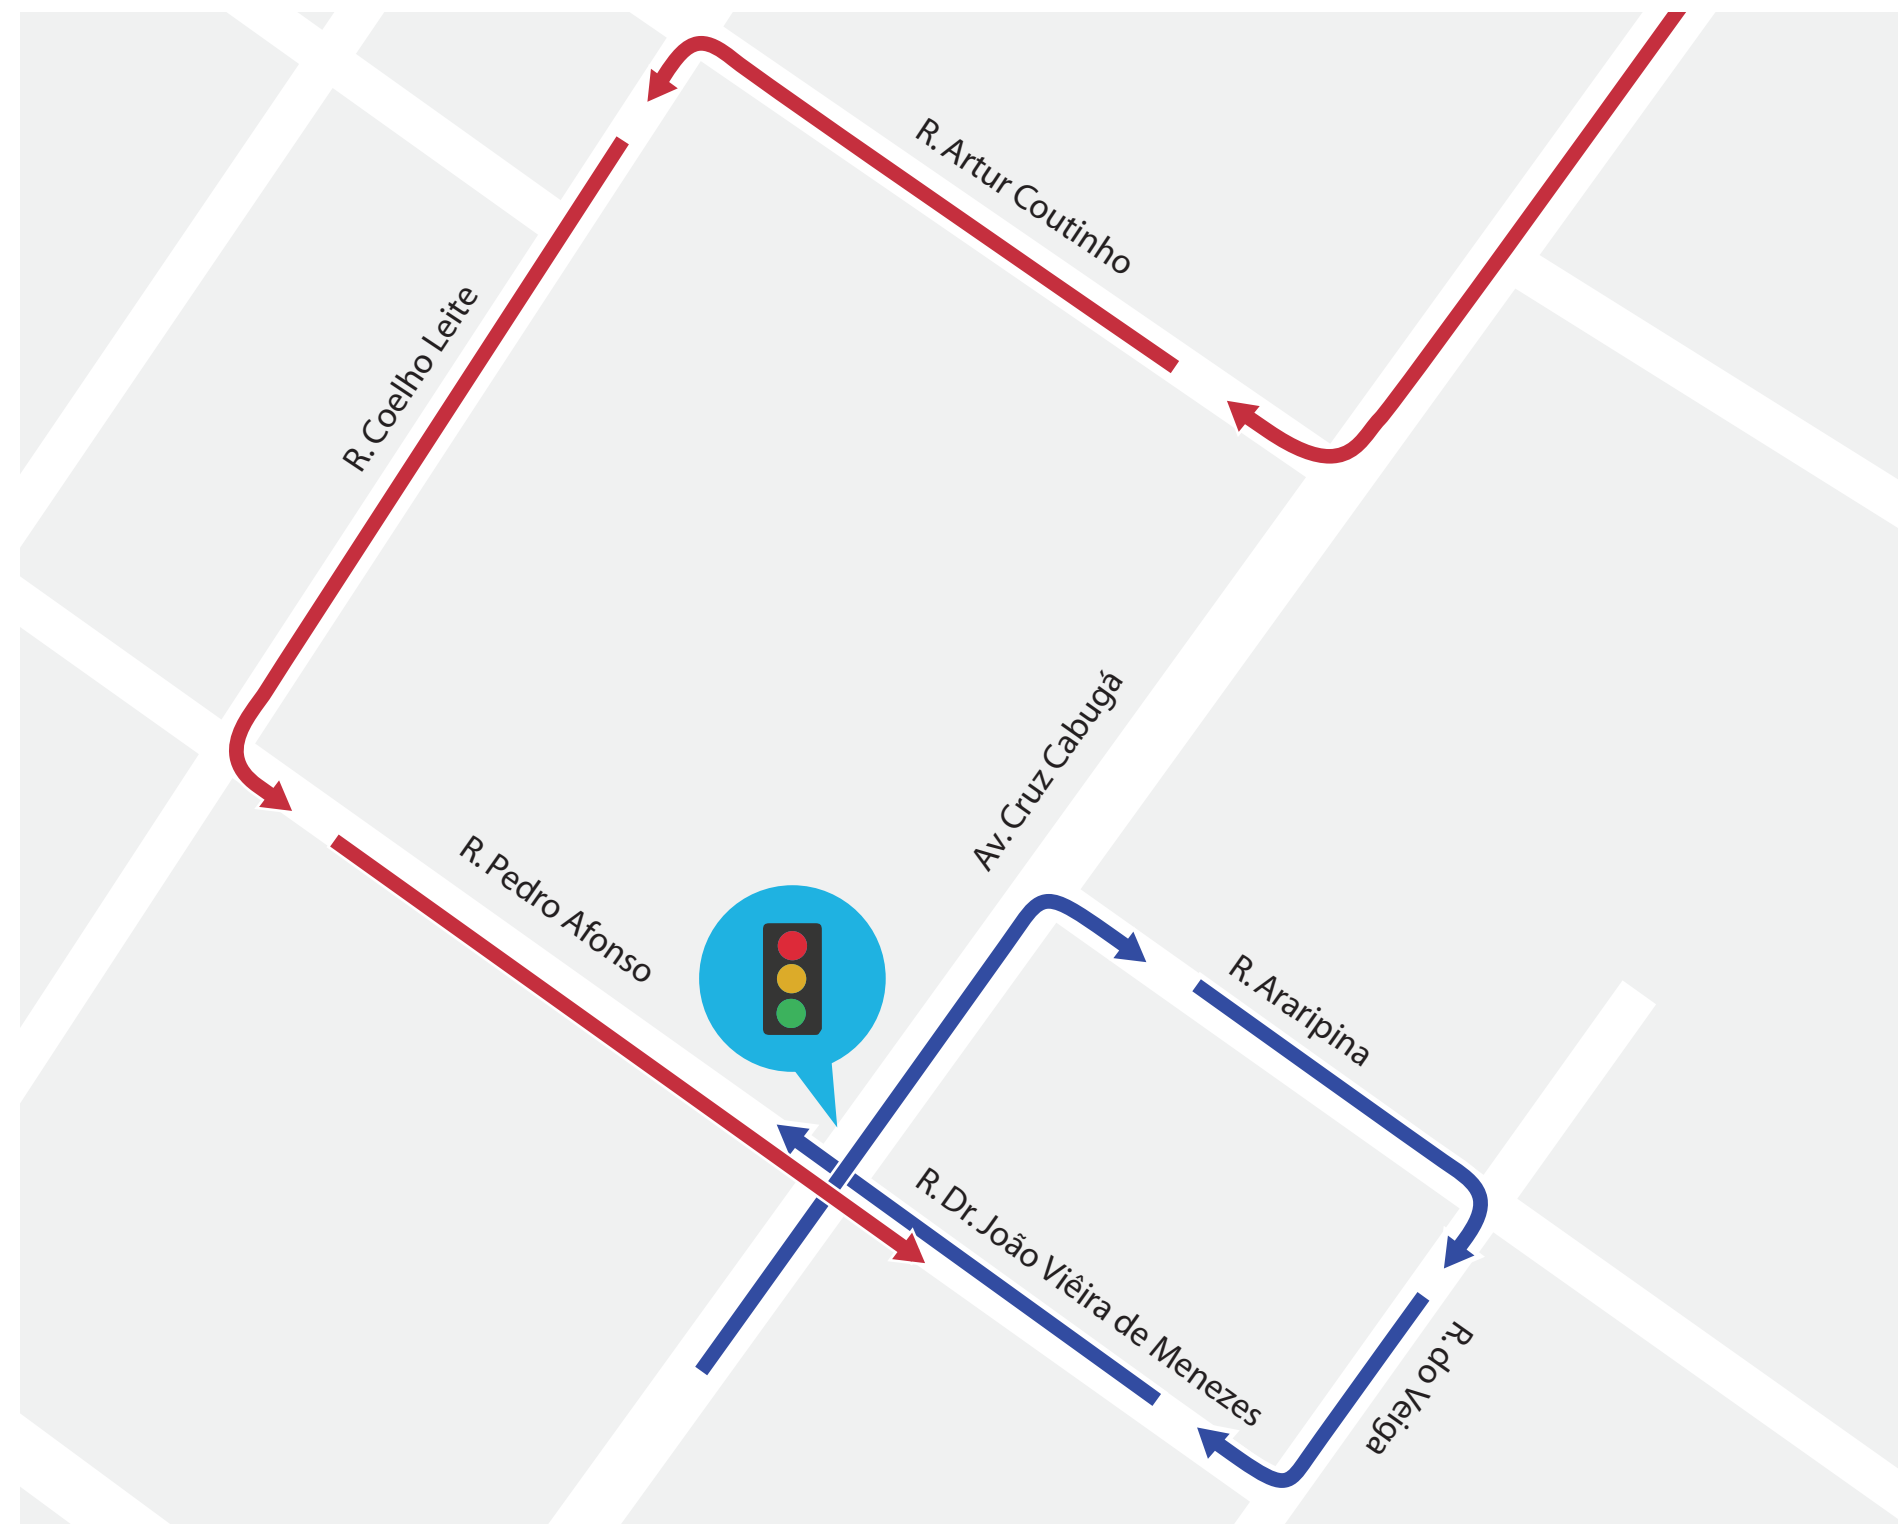 R. Artur Coutinho
R. Coelho Leite
Av. Cruz Cabugá
R. Pedro Afonso
R. Araripina
R. Dr. João Viêira de Menezes
R. do Veiga